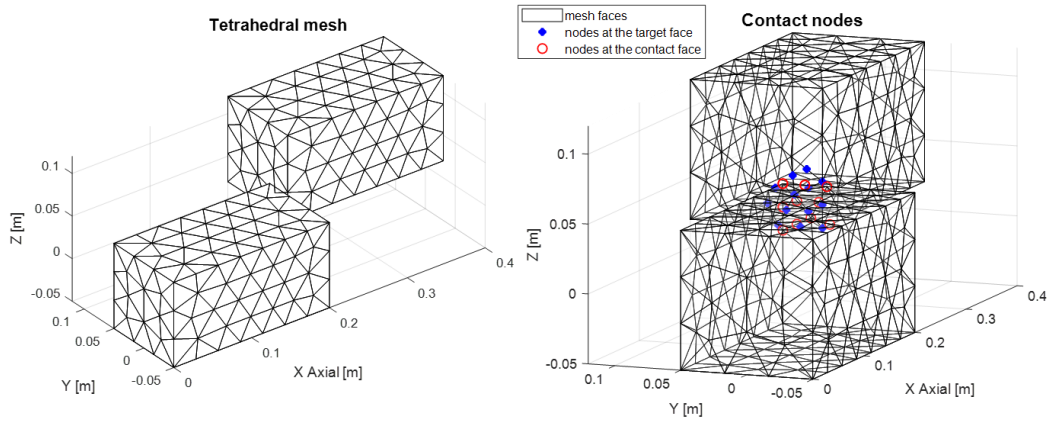 Tetrahedral mesh
0.1
0.05
0
-0.05
Z [m]
0.1
0.05
0
-0.05
Y [m]
0
0.1
0.2
0.3
0.4
X Axial [m]
mesh faces
nodes at the target face
nodes at the contact face
Contact nodes
0.1
0.05
0
-0.05
Z [m]
0.1
0.05
0
-0.05
Y [m]
0
0.1
0.2
0.3
0.4
X Axial [m]